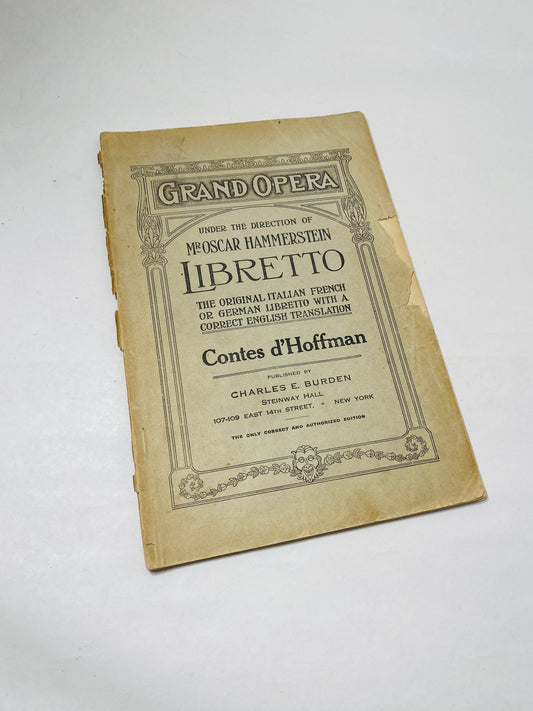 GRAND OPERA
UNDER THE DIRECTION OF
MR OSCAR HAMMERSTEIN
LIBRETTO
THE ORIGINAL ITALIAN FRENCH
OR GERMAN LIBRETTO WITH A
CORRECT ENGLISH TRANSLATION
Contes d'Hoffman
PUBLISHED BY
CHARLES E. BURDEN
STEINWAY HALL
107-109 EAST 14TH STREET, - NEW YORK
THE ONLY CORRECT AND AUTHORIZED EDITION